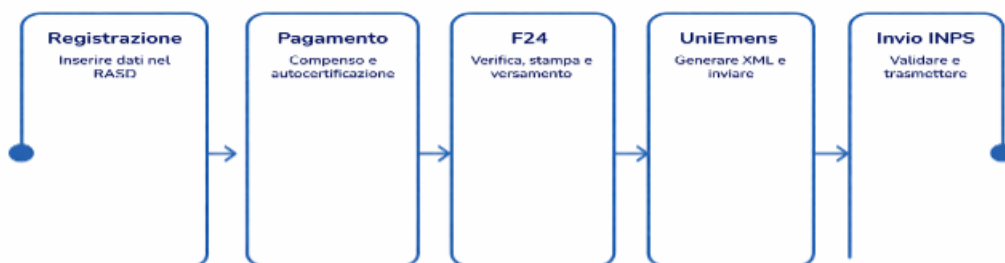 Registrazione
Inserire dati nel
RASD
Pagamento
Compenso e
autocertificazione
F24
Verifica, stampa e
versamento
UniEmens
Generare XML e
inviare
Invio INPS
Validare e
trasmettere